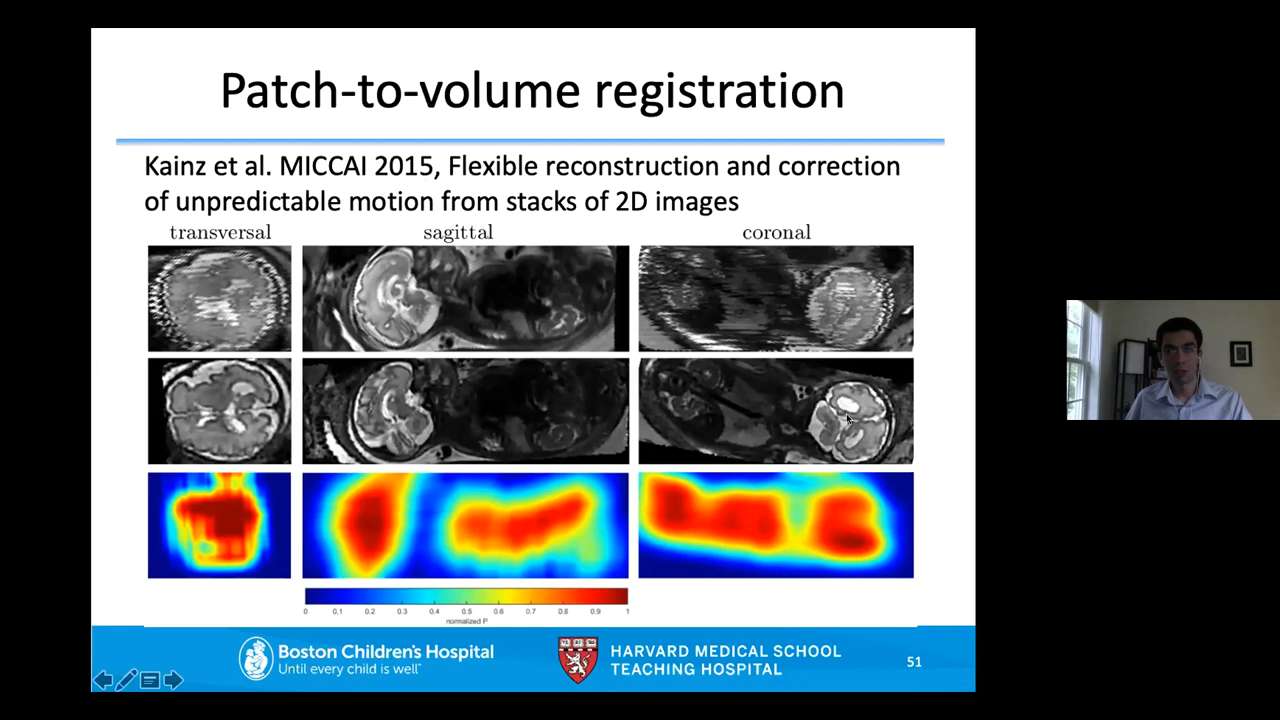 Patch-to-volume registration
Kainz et al. MICCAI 2015, Flexible reconstruction and correction
of unpredictable motion from stacks of 2D images
transversal sagittal coronal
0 0.1 0.2 0.3 0.4 0.5 0.6 0.7 0.8 0.9 1
normalized P
Boston Children's Hospital
Until every child is well™
HARVARD MEDICAL SCHOOL
TEACHING HOSPITAL
51